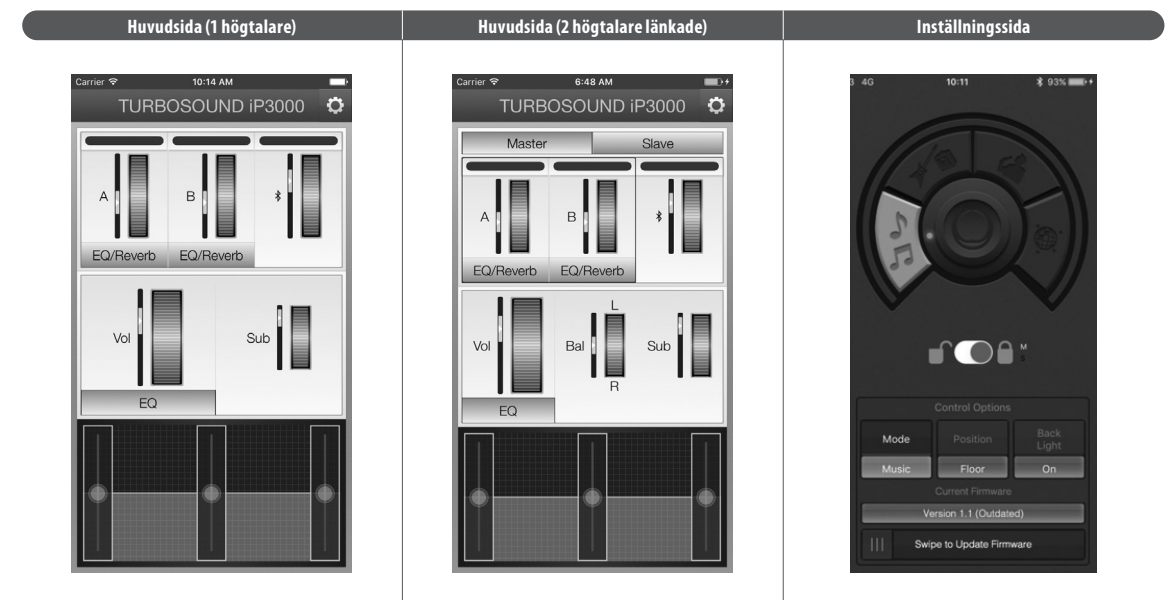 Huvudsida (1 högtalare)
Huvudsida (2 högtalare länkade)
Inställningssida
Carrier 10:14 AM
TURBOSOUND iP3000
A
B
EQ/Reverb EQ/Reverb
Vol
Sub
EQ
Carrier 6:48 AM
TURBOSOUND iP3000
Master Slave
A
B
EQ/Reverb EQ/Reverb
L
Vol Bal Sub
R
EQ
3 4G 10:11 93%
M
S
Control Options
Mode Position Back
Light
Music Floor On
Current Firmware
Version 1.1 (Outdated)
Swipe to Update Firmware